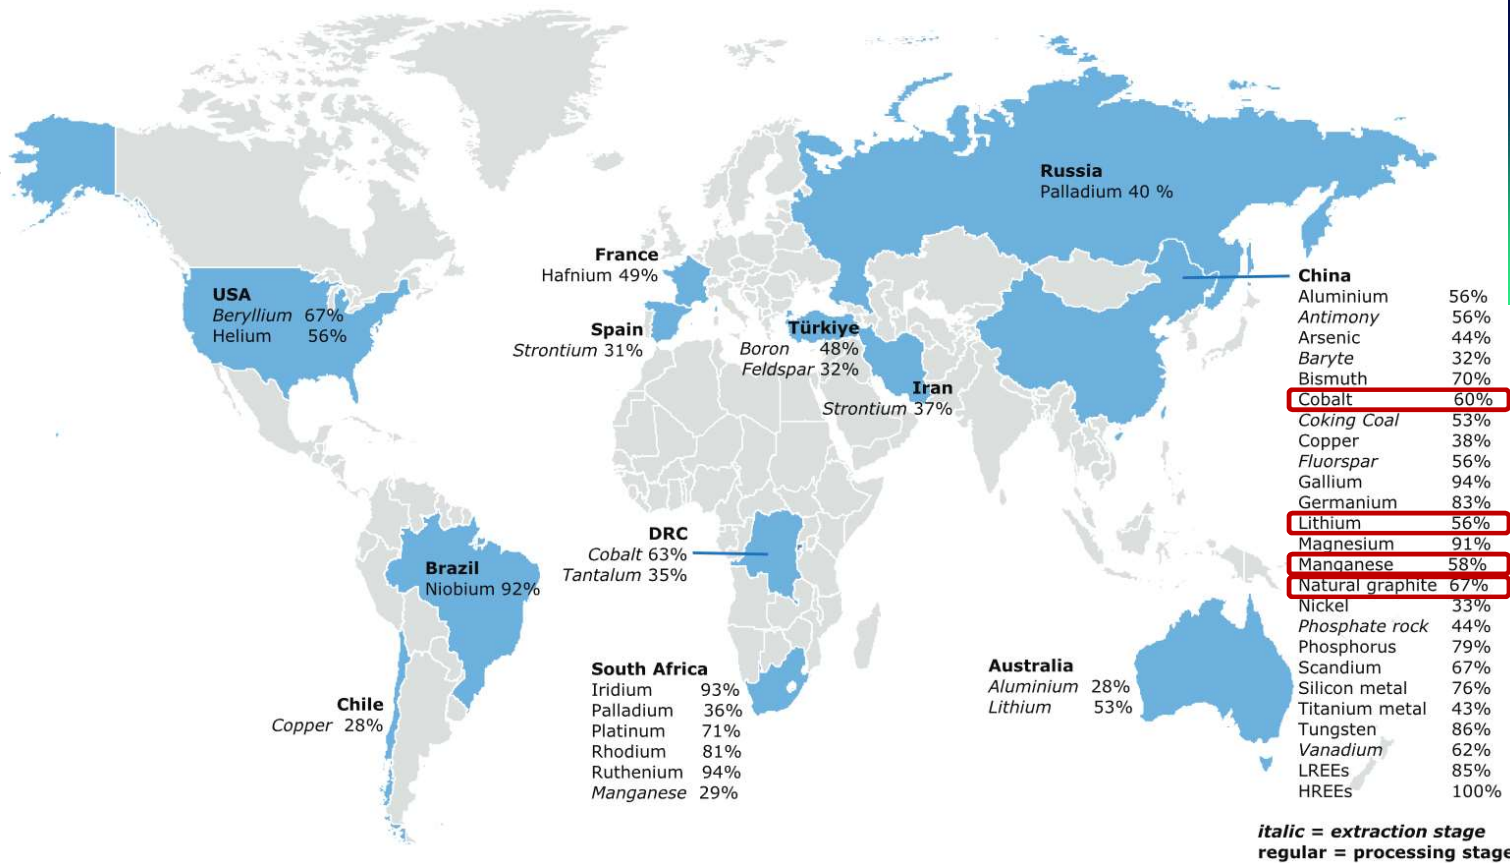 Russia
Palladium 40 %
France
Hafnium 49%
USA
Beryllium 67%
Helium 56%
Spain
Strontium 31%
Türkiye
Boron 48%
Feldspar 32%
Iran
Strontium 37%
China
Aluminium 56%
Antimony 56%
Arsenic 44%
Baryte 32%
Bismuth 70%
Cobalt 60%
Coking Coal 53%
Copper 38%
Fluorspar 56%
Gallium 94%
Germanium 83%
Lithium 56%
Magnesium 91%
Manganese 58%
Natural graphite 67%
Nickel 33%
Phosphate rock 44%
Phosphorus 79%
Scandium 67%
Silicon metal 76%
Titanium metal 43%
Tungsten 86%
Vanadium 62%
LREEs 85%
HREEs 100%
DRC
Cobalt 63%
Tantalum 35%
Brazil
Niobium 92%
South Africa
Iridium 93%
Palladium 36%
Platinum 71%
Rhodium 81%
Ruthenium 94%
Manganese 29%
Australia
Aluminium 28%
Lithium 53%
Chile
Copper 28%
italic = extraction stage
regular = processing stage